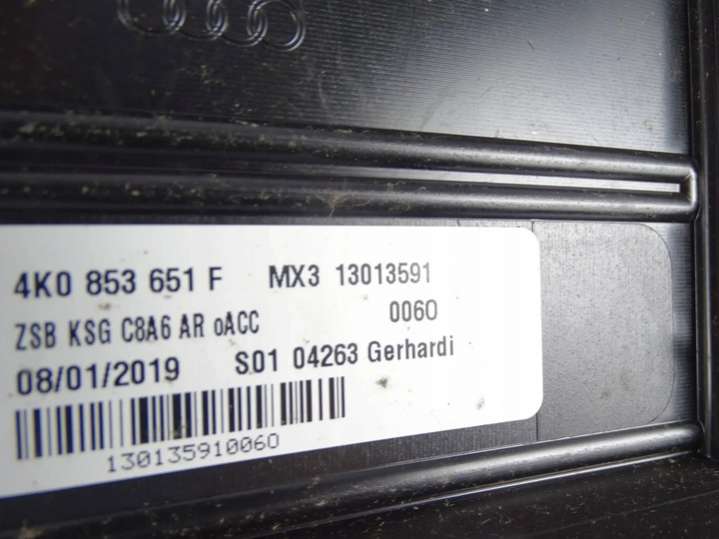 4K0 853 651 F MX3 13013591
ZSB KSG C8A6 AR oACC 0060
08/01/2019 S01 04263 Gerhardi
130135910060